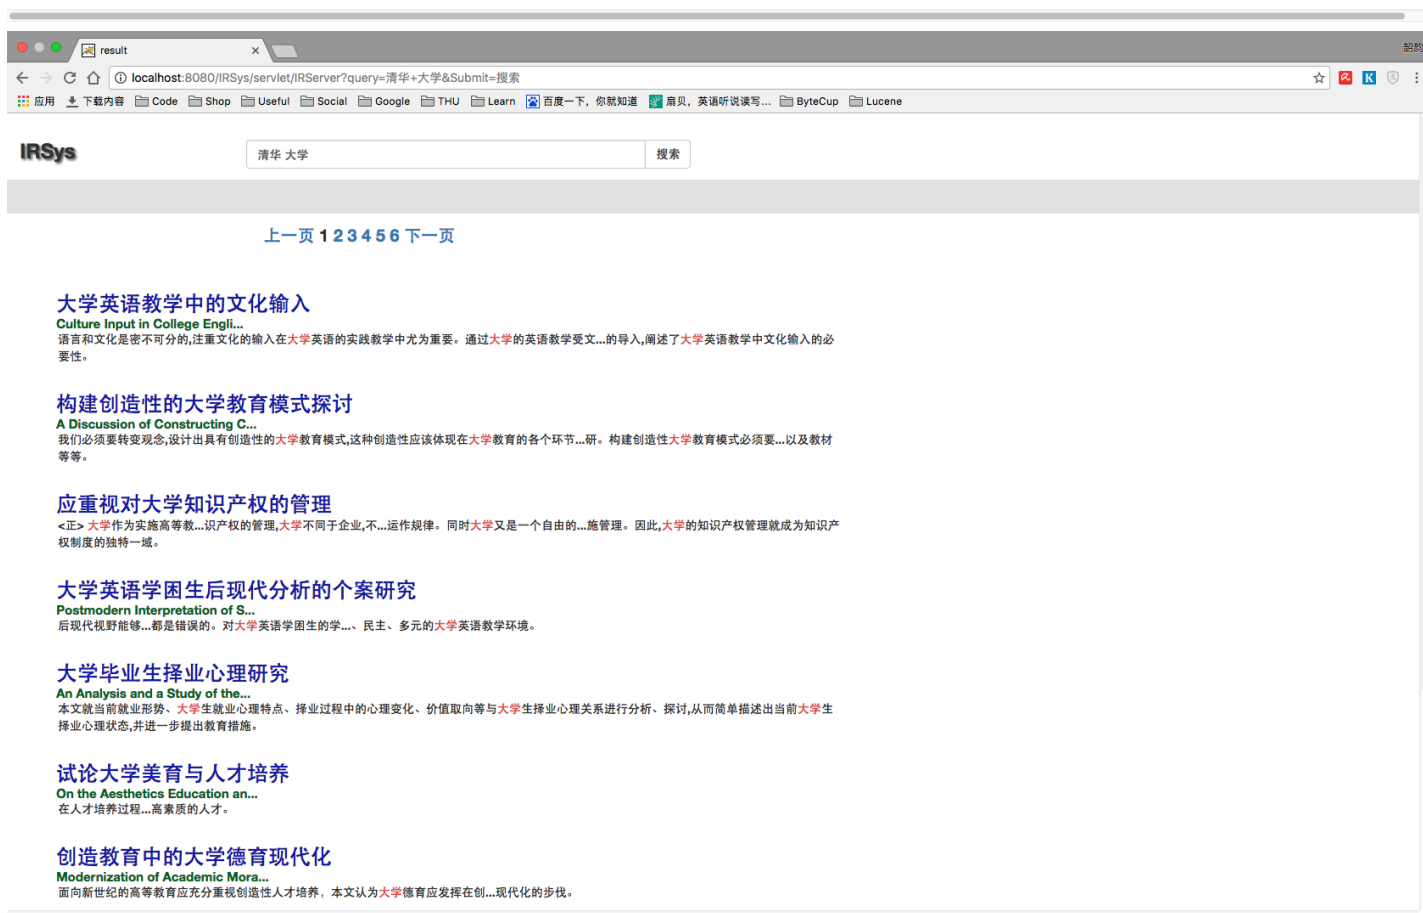 result
韶韵
localhost:8080/IRSys/servlet/IRServer?query=清华+大学&Submit=搜索
应用 下载内容 Code Shop Useful Social Google THU Learn 百度一下，你就知道 扇贝，英语听说读写... ByteCup Lucene
IRSys 清华 大学 搜索
上一页 1 2 3 4 5 6 下一页
大学英语教学中的文化输入
Culture Input in College Engli...
语言和文化是密不可分的,注重文化的输入在大学英语的实践教学中尤为重要。通过大学的英语教学受文...的导入,阐述了大学英语教学中文化输入的必
要性。
构建创造性的大学教育模式探讨
A Discussion of Constructing C...
我们必须要转变观念,设计出具有创造性的大学教育模式,这种创造性应该体现在大学教育的各个环节...研。构建创造性大学教育模式必须要...以及教材
等等。
应重视对大学知识产权的管理
<正> 大学作为实施高等教...识产权的管理,大学不同于企业,不...运作规律。同时大学又是一个自由的...施管理。因此,大学的知识产权管理就成为知识产
权制度的独特一域。
大学英语学困生后现代分析的个案研究
Postmodern Interpretation of S...
后现代视野能够...都是错误的。对大学英语学困生的学...、民主、多元的大学英语教学环境。
大学毕业生择业心理研究
An Analysis and a Study of the...
本文就当前就业形势、大学生就业心理特点、择业过程中的心理变化、价值取向等与大学生择业心理关系进行分析、探讨,从而简单描述出当前大学生
择业心理状态,并进一步提出教育措施。
试论大学美育与人才培养
On the Aesthetics Education an...
在人才培养过程...高素质的人才。
创造教育中的大学德育现代化
Modernization of Academic Mora...
面向新世纪的高等教育应充分重视创造性人才培养，本文认为大学德育应发挥在创...现代化的步伐。